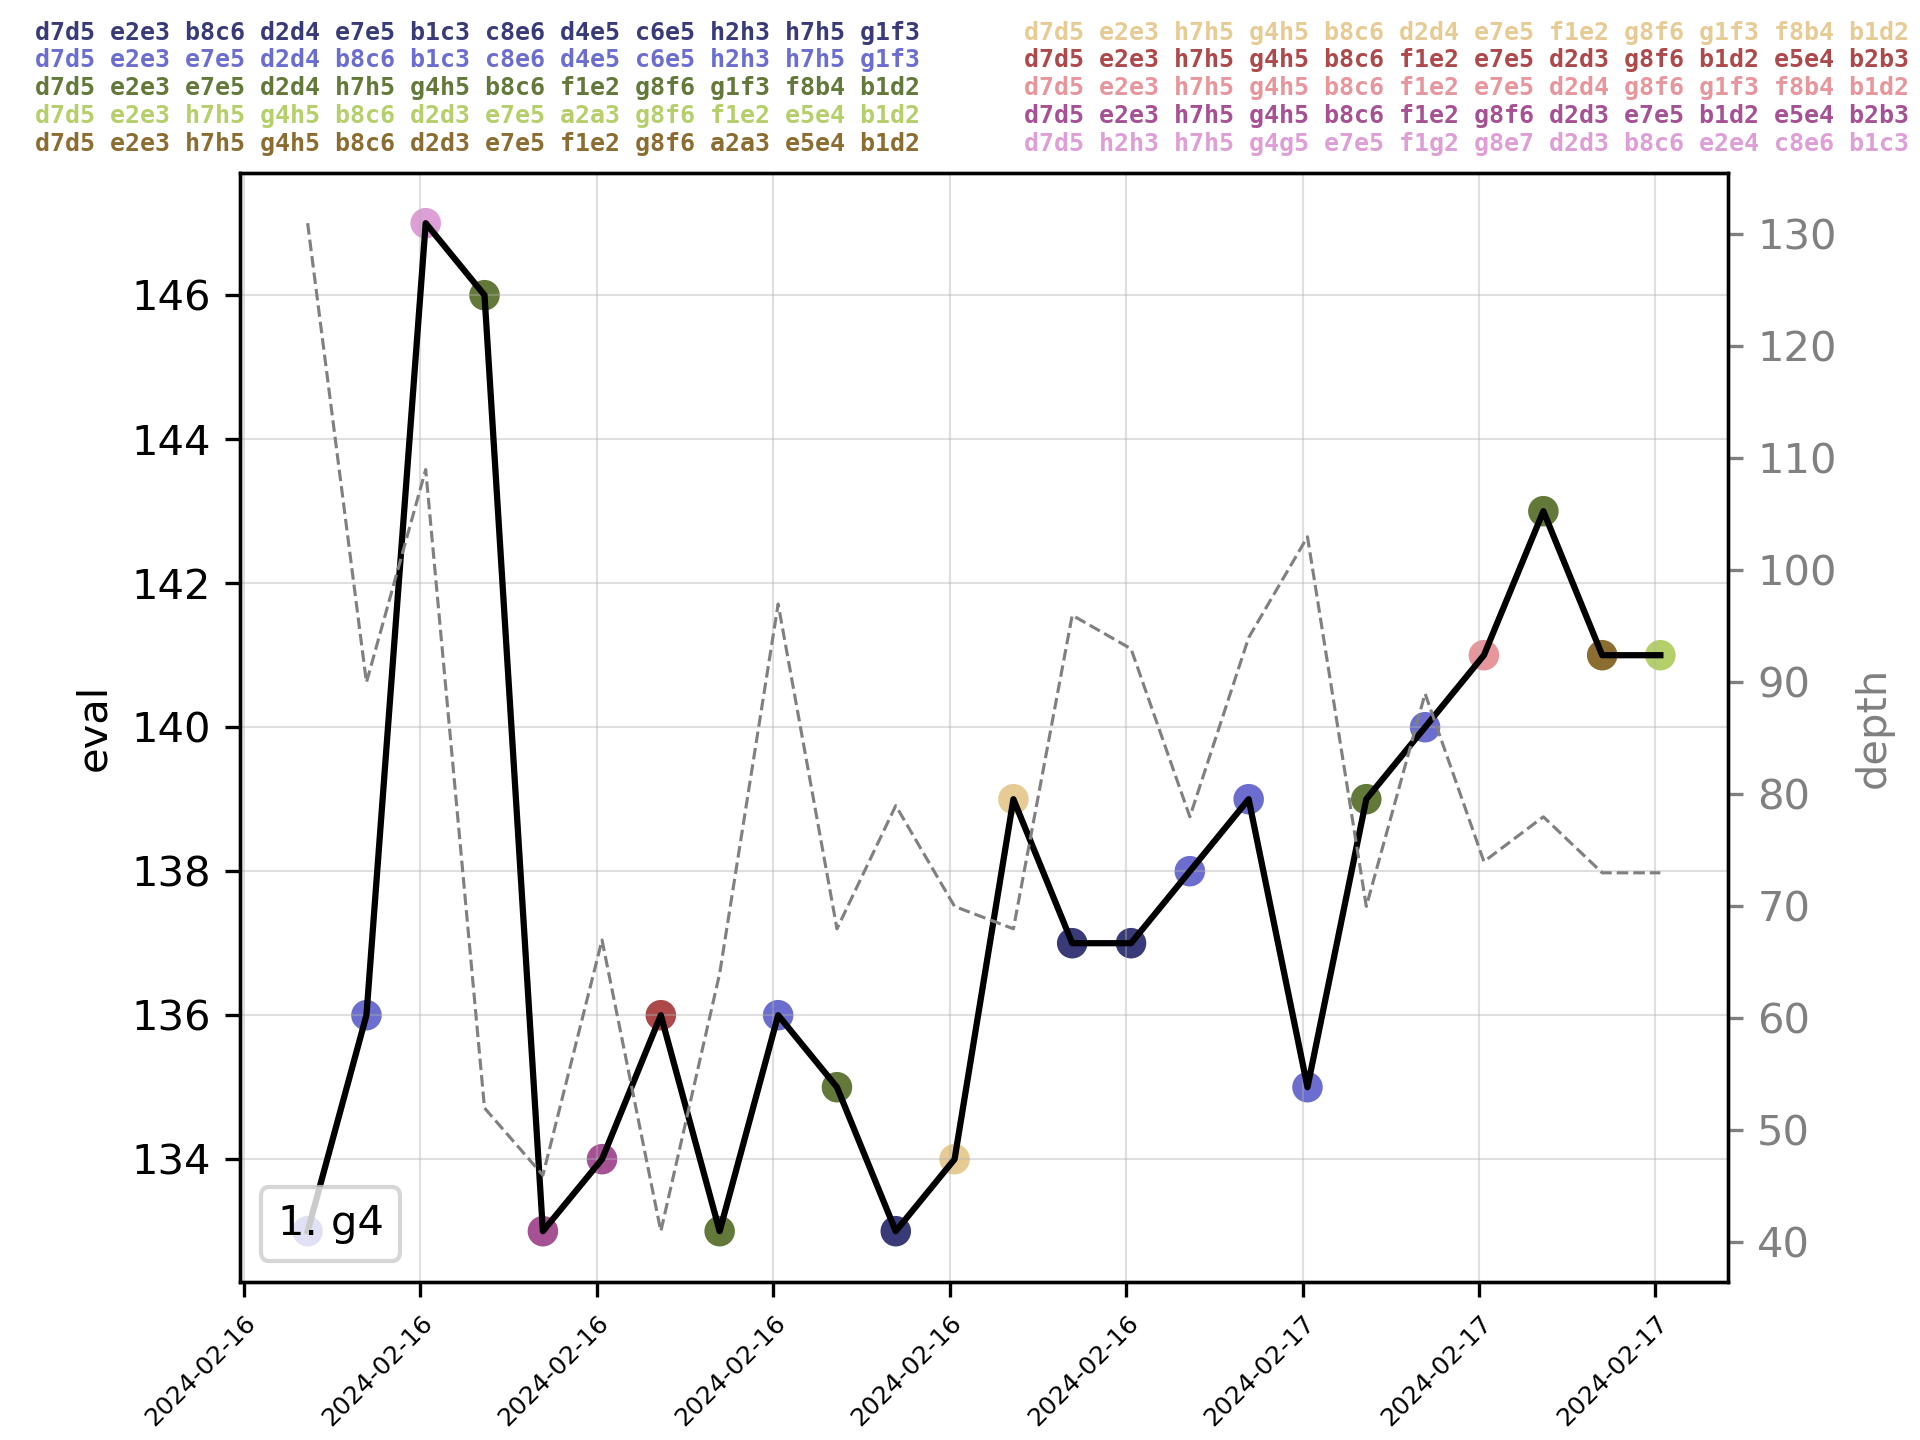 d7d5 e2e3 b8c6 d2d4 e7e5 b1c3 c8e6 d4e5 c6e5 h2h3 h7h5 g1f3
d7d5 e2e3 e7e5 d2d4 b8c6 b1c3 c8e6 d4e5 c6e5 h2h3 h7h5 g1f3
d7d5 e2e3 e7e5 d2d4 h7h5 g4h5 b8c6 f1e2 g8f6 g1f3 f8b4 b1d2
d7d5 e2e3 h7h5 g4h5 b8c6 d2d3 e7e5 a2a3 g8f6 f1e2 e5e4 b1d2
d7d5 e2e3 h7h5 g4h5 b8c6 d2d3 e7e5 f1e2 g8f6 a2a3 e5e4 b1d2
d7d5 e2e3 h7h5 g4h5 b8c6 d2d4 e7e5 f1e2 g8f6 g1f3 f8b4 b1d2
d7d5 e2e3 h7h5 g4h5 b8c6 f1e2 e7e5 d2d3 g8f6 b1d2 e5e4 b2b3
d7d5 e2e3 h7h5 g4h5 b8c6 f1e2 e7e5 d2d4 g8f6 g1f3 f8b4 b1d2
d7d5 e2e3 h7h5 g4h5 b8c6 f1e2 g8f6 d2d3 e7e5 b1d2 e5e4 b2b3
d7d5 h2h3 h7h5 g4g5 e7e5 f1g2 g8e7 d2d3 b8c6 e2e4 c8e6 b1c3
146
144
142
140
138
136
134
eval
130
120
110
100
90
80
70
60
50
40
depth
1. g4
2024-02-16
2024-02-16
2024-02-16
2024-02-16
2024-02-16
2024-02-16
2024-02-17
2024-02-17
2024-02-17